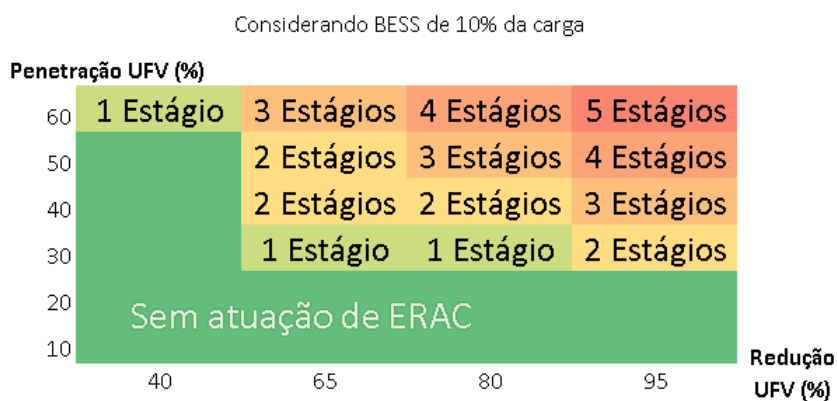 Considerando BESS de 10% da carga
Penetração UFV (%)
60 1 Estágio 3 Estágios 4 Estágios 5 Estágios
50 2 Estágios 3 Estágios 4 Estágios
40 2 Estágios 2 Estágios 3 Estágios
30 1 Estágio 1 Estágio 2 Estágios
20 Sem atuação de ERAC
10
40 65 80 95
Redução
UFV (%)